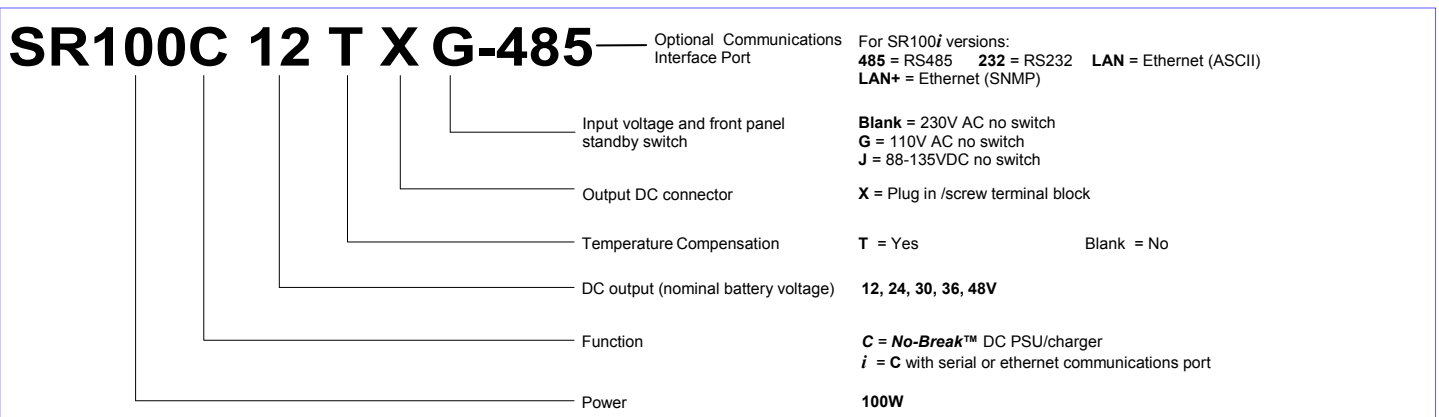 SR100C 12 T X G-485
Optional Communications
Interface Port
For SR100i versions:
485 = RS485 232 = RS232 LAN = Ethernet (ASCII)
LAN+ = Ethernet (SNMP)
Input voltage and front panel
standby switch
Blank = 230V AC no switch
G = 110V AC no switch
J = 88-135VDC no switch
Output DC connector
X = Plug in /screw terminal block
Temperature Compensation
T = Yes Blank = No
DC output (nominal battery voltage)
12, 24, 30, 36, 48V
Function
C = No-Break™ DC PSU/charger
i = C with serial or ethernet communications port
Power
100W